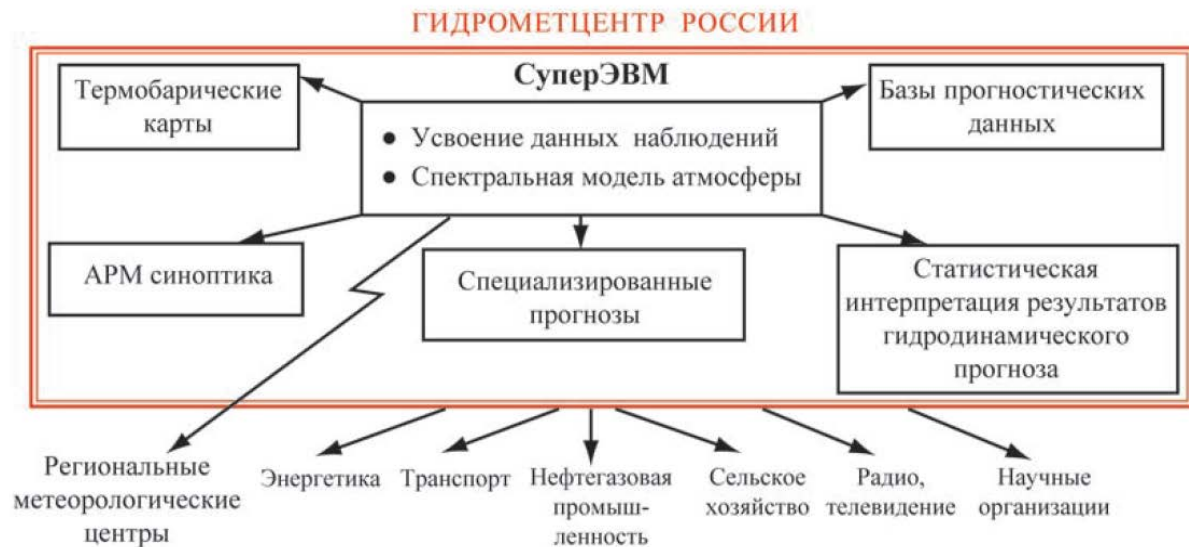 ГИДРОМЕТЦЕНТР РОССИИ
СуперЭВМ
Термобарические
карты
● Усвоение данных наблюдений
● Спектральная модель атмосферы
Базы прогностических
данных
АРМ синоптика
Специализированные
прогнозы
Статистическая
интерпретация результатов
гидродинамического
прогноза
Региональные
метеорологические
центры
Энергетика
Транспорт
Нефтегазовая
промыш-
ленность
Сельское
хозяйство
Радио,
телевидение
Научные
организации